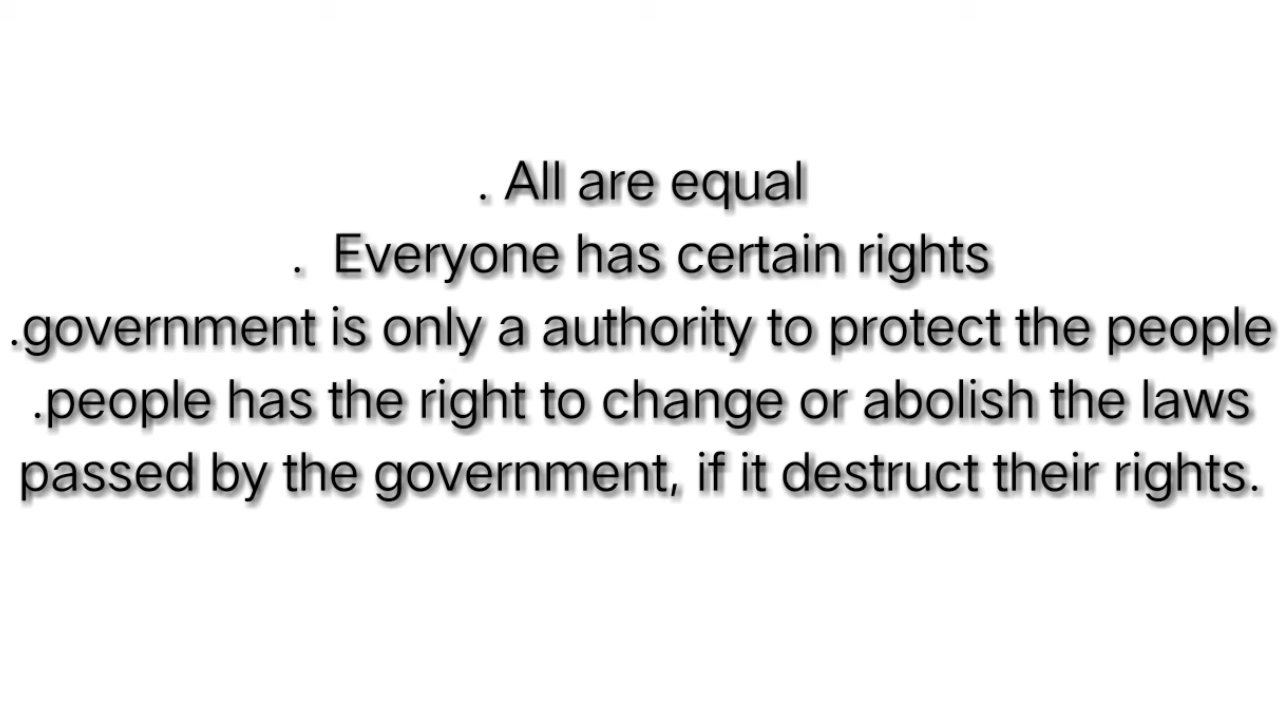 . All are equal
. Everyone has certain rights
.government is only a authority to protect the people
.people has the right to change or abolish the laws
passed by the government, if it destruct their rights.